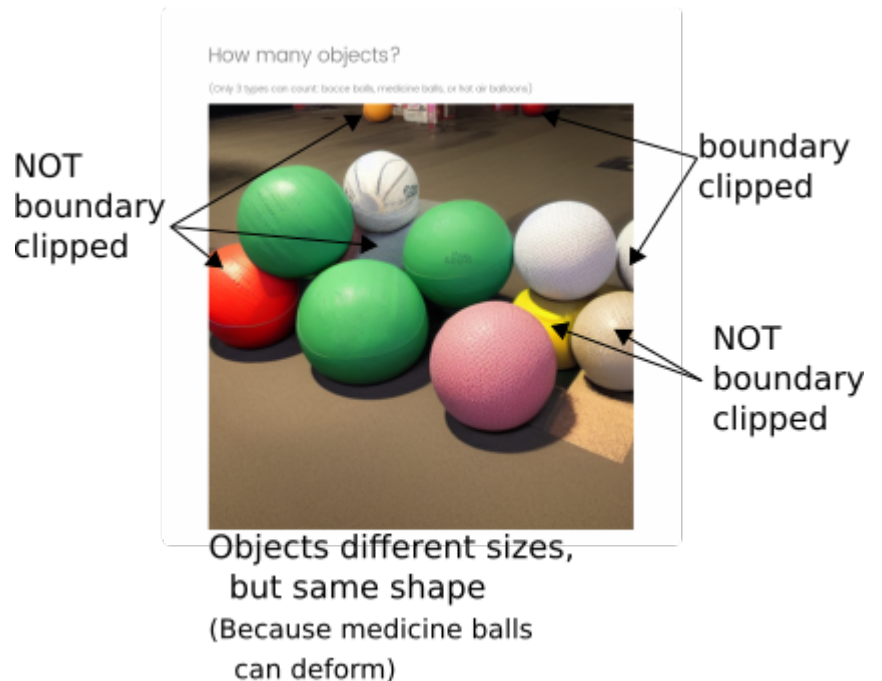 How many objects?
(Only 3 types can count: bocce balls, medicine balls, or hot air balloons)
NOT
boundary
clipped
boundary
clipped
NOT
boundary
clipped
Objects different sizes,
but same shape
(Because medicine balls
can deform)